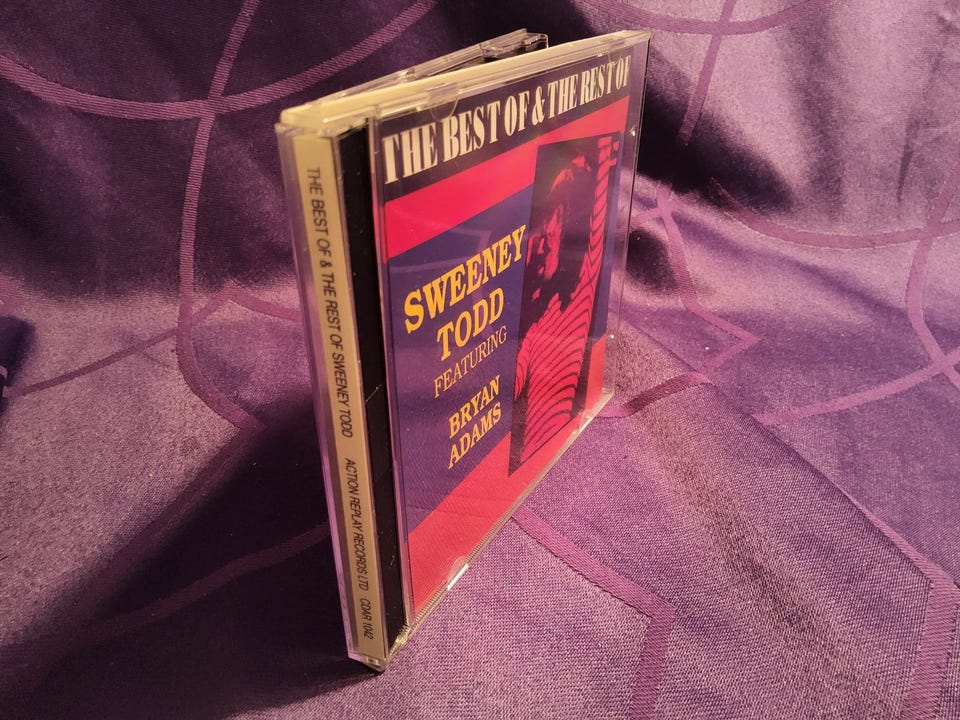 THE BEST OF & THE REST OF
SWEENEY
TODD
FEATURING
BRYAN
ADAMS
THE BEST OF & THE REST OF SWEENEY TODD ACTION REPLAY RECORDS LTD CDAR 1042